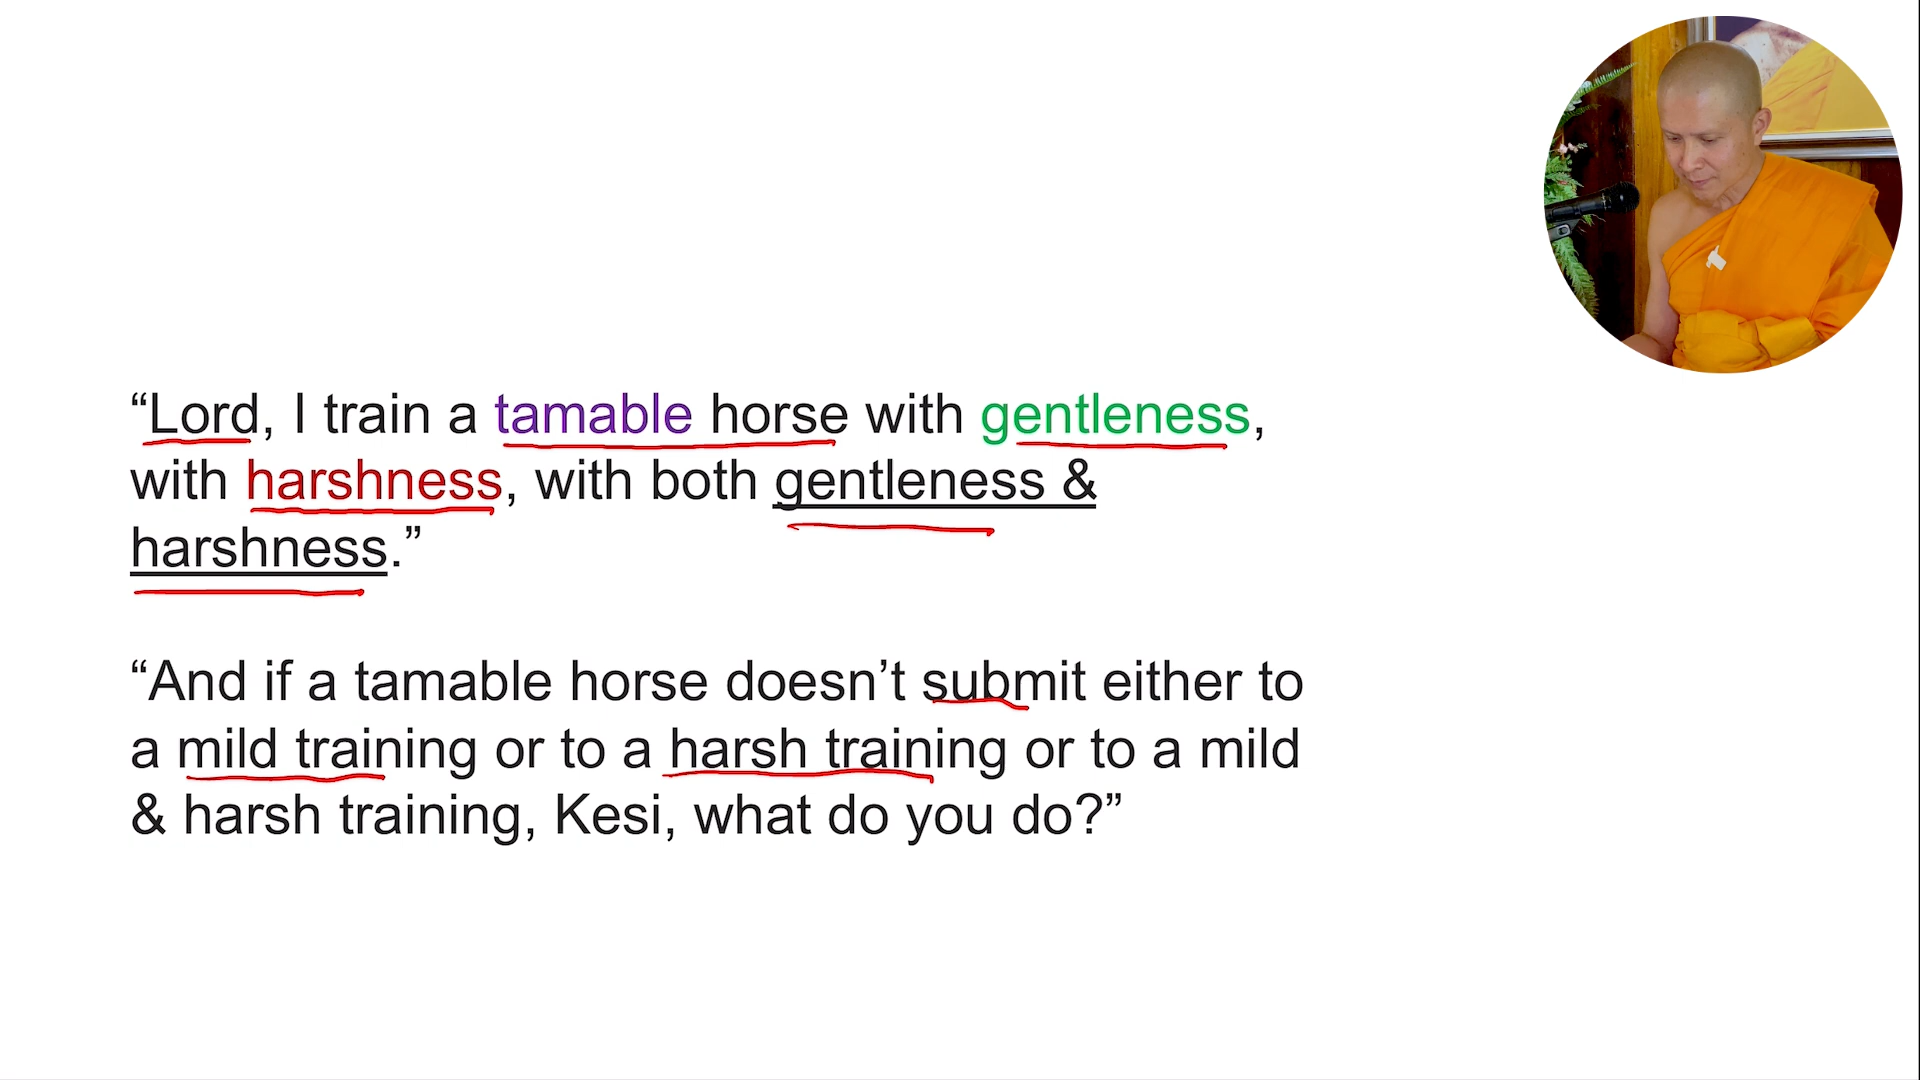 “Lord, I train a tamable horse with gentleness,
with harshness, with both gentleness &
harshness.”
“And if a tamable horse doesn’t submit either to
a mild training or to a harsh training or to a mild
& harsh training, Kesi, what do you do?”